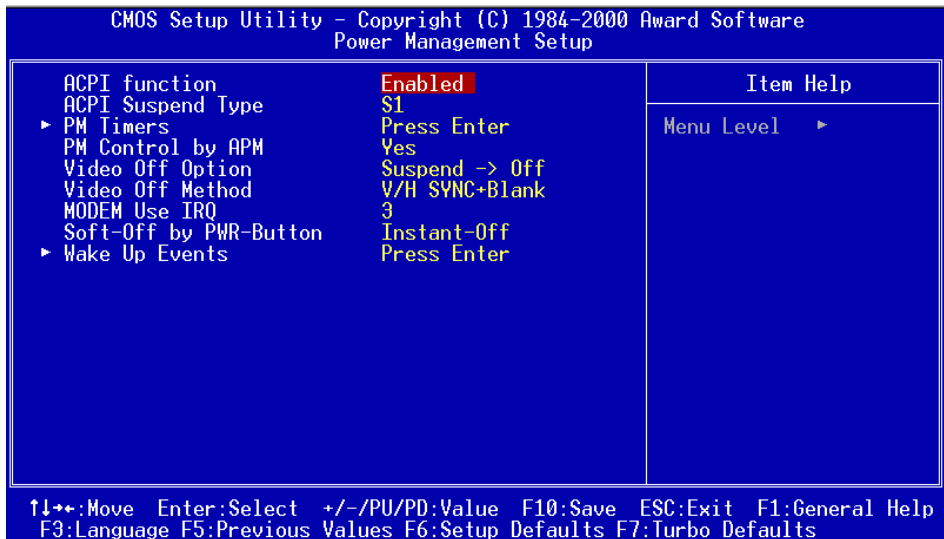 CMOS Setup Utility - Copyright (C) 1984-2000 Award Software
Power Management Setup
ACPI function Enabled
ACPI Suspend Type S1
► PM Timers Press Enter
PM Control by APM Yes
Video Off Option Suspend -> Off
Video Off Method V/H SYNC+Blank
MODEM Use IRQ 3
Soft-Off by PWR-Button Instant-Off
► Wake Up Events Press Enter
Item Help
Menu Level ►
↑↓→←:Move Enter:Select +/-/PU/PD:Value F10:Save ESC:Exit F1:General Help
F3:Language F5:Previous Values F6:Setup Defaults F7:Turbo Defaults